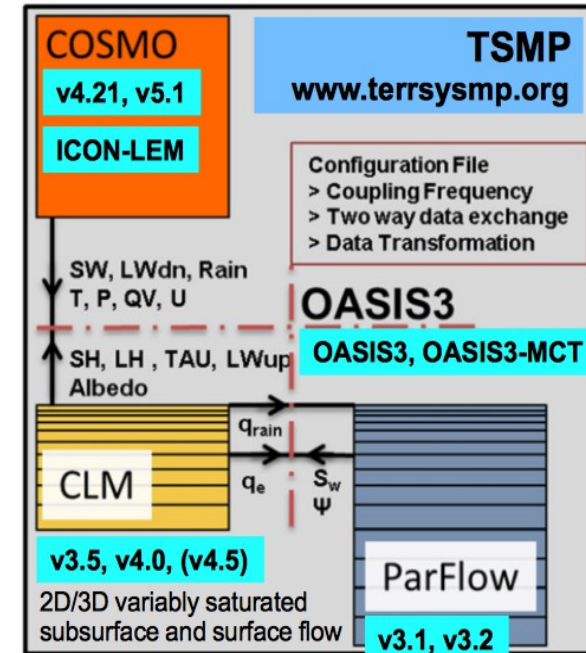 COSMO
v4.21, v5.1
ICON-LEM
TSMP
www.terrsysmp.org
Configuration File
> Coupling Frequency
> Two way data exchange
> Data Transformation
SW, LWdn, Rain
T, P, QV, U
OASIS3
OASIS3, OASIS3-MCT
SH, LH , TAU, LWup
Albedo
qrain
qe
Sw
Ψ
CLM
v3.5, v4.0, (v4.5)
2D/3D variably saturated
subsurface and surface flow
ParFlow
v3.1, v3.2